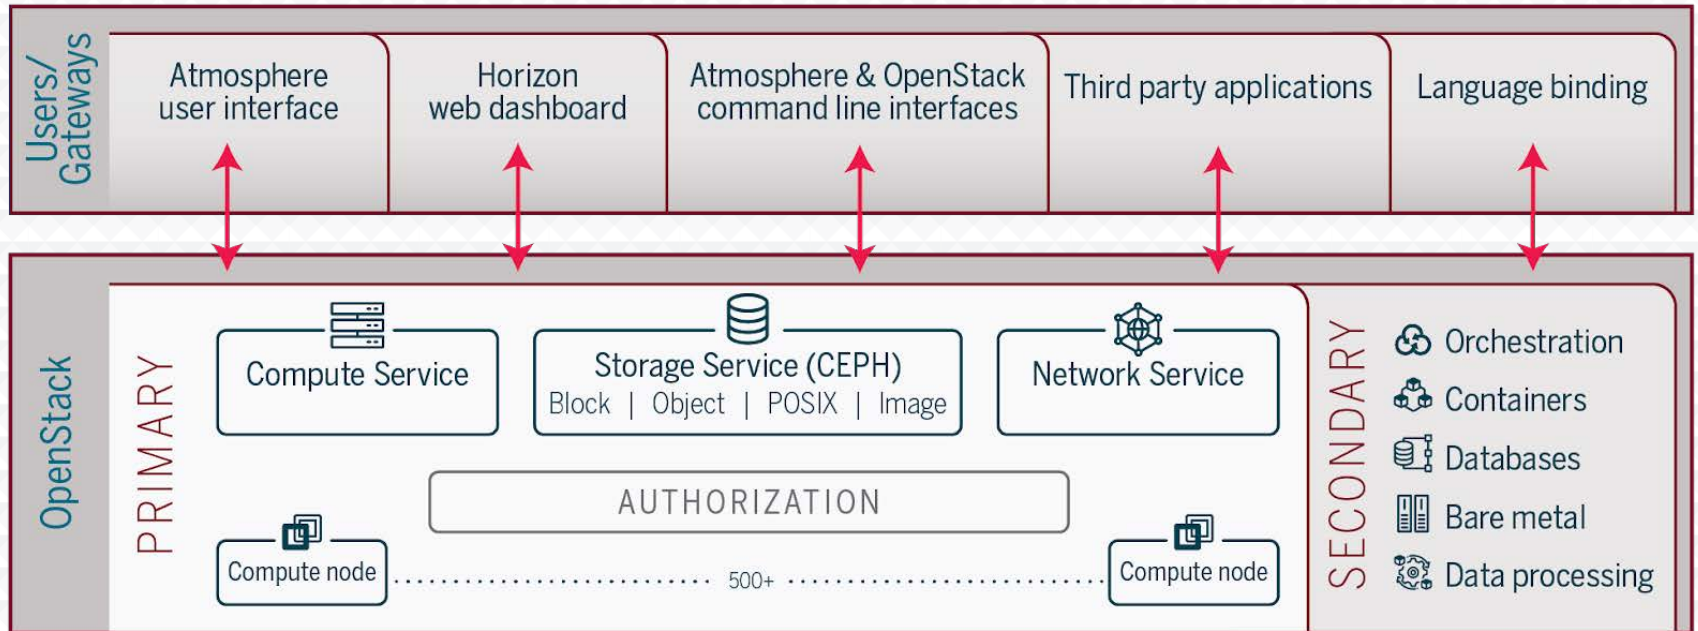 Users/
Gateways
Atmosphere
user interface
Horizon
web dashboard
Atmosphere & OpenStack
command line interfaces
Third party applications
Language binding
OpenStack
PRIMARY
Compute Service
Storage Service (CEPH)
Block | Object | POSIX | Image
Network Service
AUTHORIZATION
Compute node
500+
Compute node
SECONDARY
Orchestration
Containers
Databases
Bare metal
Data processing